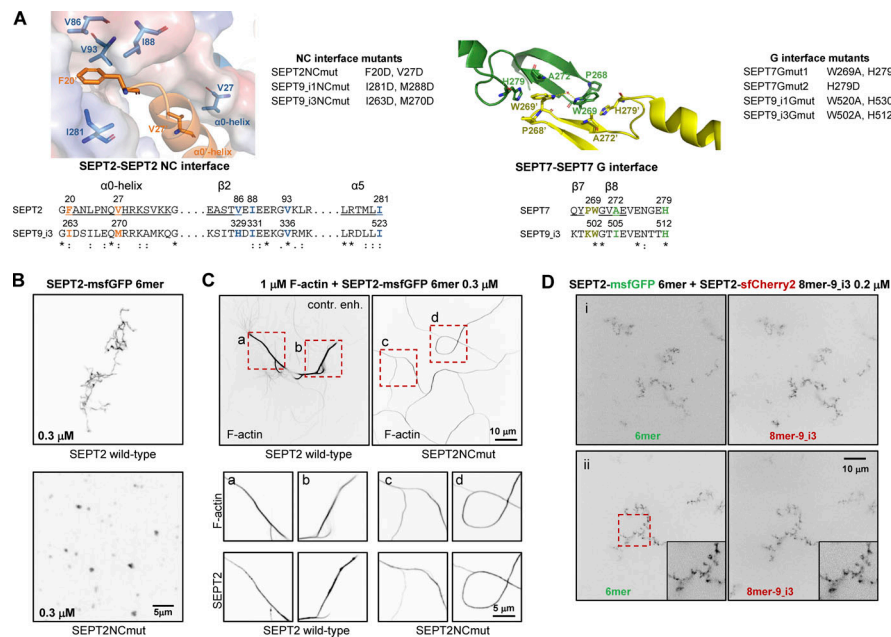 A
V86
I88
V93
F20'
V27
α0-helix
V27'
I281
α0'-helix
NC interface mutants
SEPT2NCmut F20D, V27D
SEPT9_i1NCmut I281D, M288D
SEPT9_i3NCmut I263D, M270D
SEPT2-SEPT2 NC interface
A272
P268
H279
W269'
W269
H279'
P268'
A272'
G interface mutants
SEPT7Gmut1 W269A, H279
SEPT7Gmut2 H279D
SEPT9_i1Gmut W520A, H530
SEPT9_i3Gmut W502A, H512
SEPT7-SEPT7 G interface
α0-helix β2 α5
20 27 86 88 93 281
SEPT2 GFANLPNQVHRKSVKKG....EASTVEIEERGVKLR...LRTMLI
263 270 329 331 336 523
SEPT9_i3 GIDSILEQMRRKAMKQG....HSITHDIEEKGVRMK...LRDLLI
β7 β8
269 272 279
SEPT7 QYPWGVAEVENGEH
502 505 512
SEPT9_i3 KTKWGTIEVENTTH
B
SEPT2-msfGFP 6mer
0.3 μM
SEPT2 wild-type
0.3 μM
5μm
SEPT2NCmut
C
1 μM F-actin + SEPT2-msfGFP 6mer 0.3 μM
contr. enh.
a
b
c
d
F-actin
F-actin
10 μm
SEPT2 wild-type
SEPT2NCmut
a
b
c
d
F-actin
SEPT2
5 μm
SEPT2 wild-type
SEPT2NCmut
D
SEPT2-msfGFP 6mer + SEPT2-sfCherry2 8mer-9_i3 0.2 μM
i
6mer
8mer-9_i3
ii
10 μm
6mer
8mer-9_i3